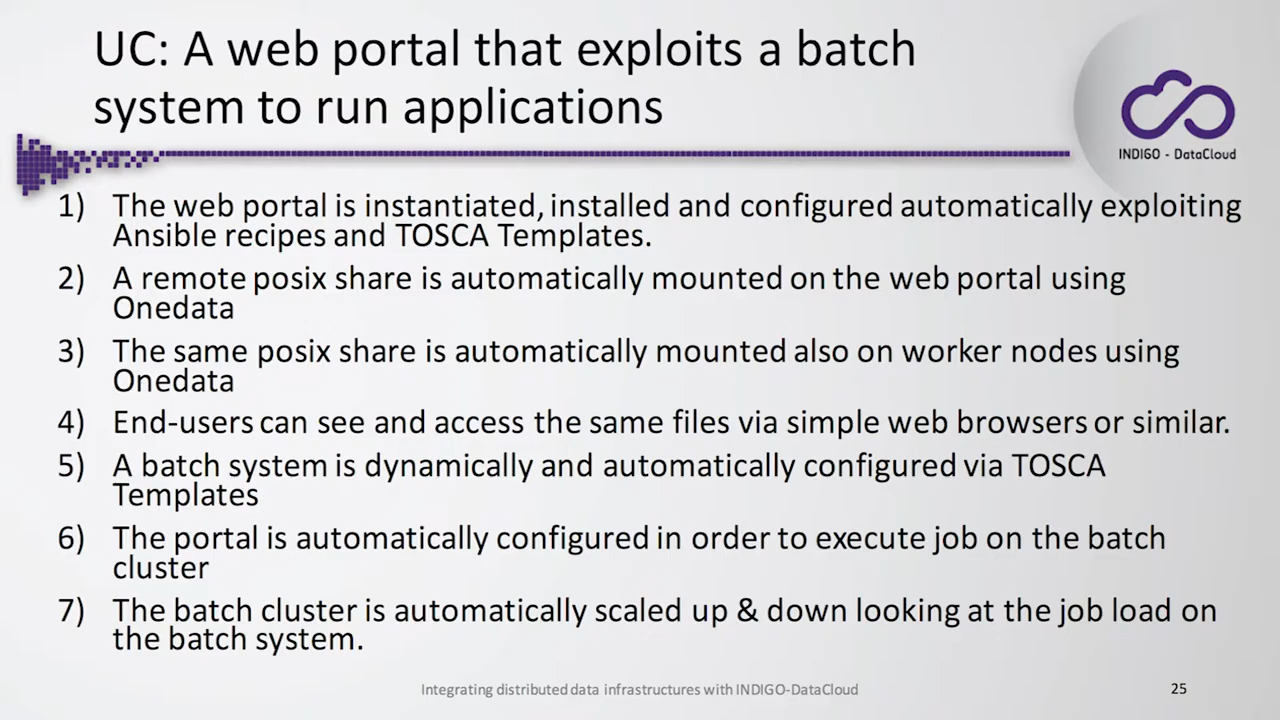 UC: A web portal that exploits a batch
system to run applications
INDIGO - DataCloud
1) The web portal is instantiated, installed and configured automatically exploiting
Ansible recipes and TOSCA Templates.
2) A remote posix share is automatically mounted on the web portal using
Onedata
3) The same posix share is automatically mounted also on worker nodes using
Onedata
4) End-users can see and access the same files via simple web browsers or similar.
5) A batch system is dynamically and automatically configured via TOSCA
Templates
6) The portal is automatically configured in order to execute job on the batch
cluster
7) The batch cluster is automatically scaled up & down looking at the job load on
the batch system.
Integrating distributed data infrastructures with INDIGO-DataCloud
25